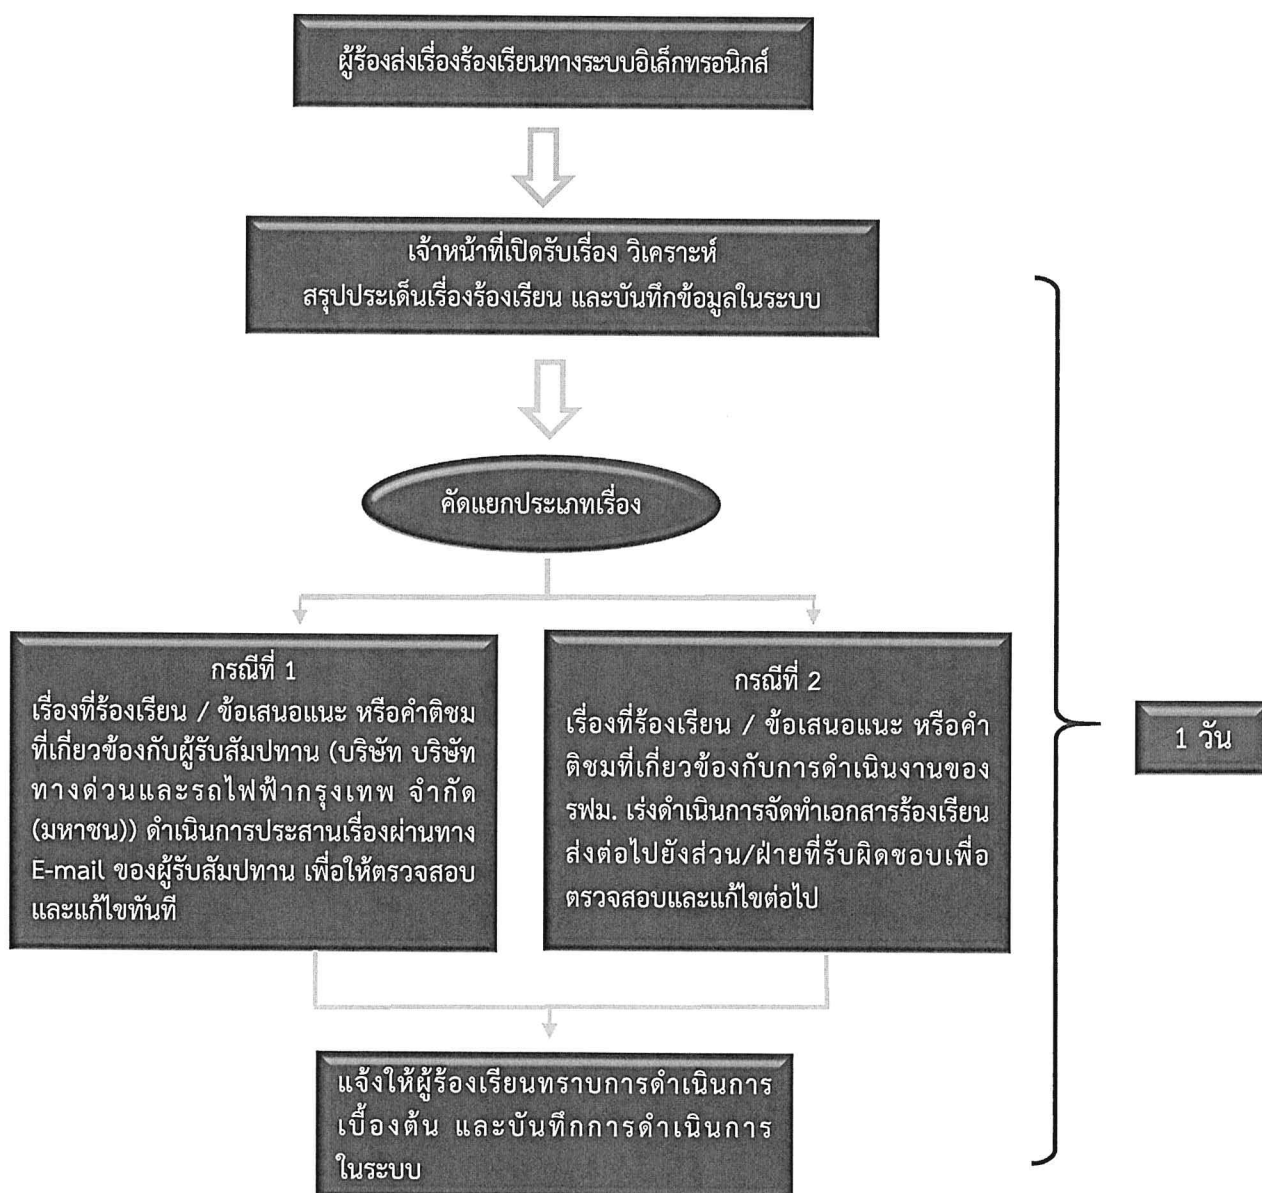 ผู้ร้องส่งเรื่องร้องเรียนทางระบบอิเล็กทรอนิกส์
เจ้าหน้าที่เปิดรับเรื่อง วิเคราะห์
สรุปประเด็นเรื่องร้องเรียน และบันทึกข้อมูลในระบบ
คัดแยกประเภทเรื่อง
กรณีที่ 1
เรื่องที่ร้องเรียน / ข้อเสนอแนะ หรือคำติชม
ที่เกี่ยวข้องกับผู้รับสัมปทาน (บริษัท บริษัท
ทางด่วนและรถไฟฟ้ากรุงเทพ จำกัด
(มหาชน)) ดำเนินการประสานเรื่องผ่านทาง
E-mail ของผู้รับสัมปทาน เพื่อให้ตรวจสอบ
และแก้ไขทันที
กรณีที่ 2
เรื่องที่ร้องเรียน / ข้อเสนอแนะ หรือคำ
ติชมที่เกี่ยวข้องกับการดำเนินงานของ
รฟม. เร่งดำเนินการจัดทำเอกสารร้องเรียน
ส่งต่อไปยังส่วน/ฝ่ายที่รับผิดชอบเพื่อ
ตรวจสอบและแก้ไขต่อไป
1 วัน
แจ้งให้ผู้ร้องเรียนทราบการดำเนินการ
เบื้องต้น และบันทึกการดำเนินการ
ในระบบ